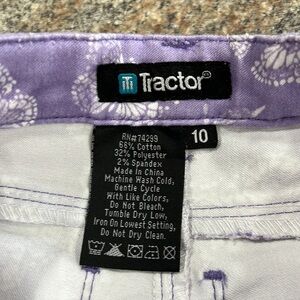 Tractor
10
RN#74299
66% Cotton
32% Polyester
2% Spandex
Made In China
Machine Wash Cold,
Gentle Cycle
With Like Colors,
Do Not Bleach,
Tumble Dry Low,
Iron On Lowest Setting,
Do Not Dry Clean.